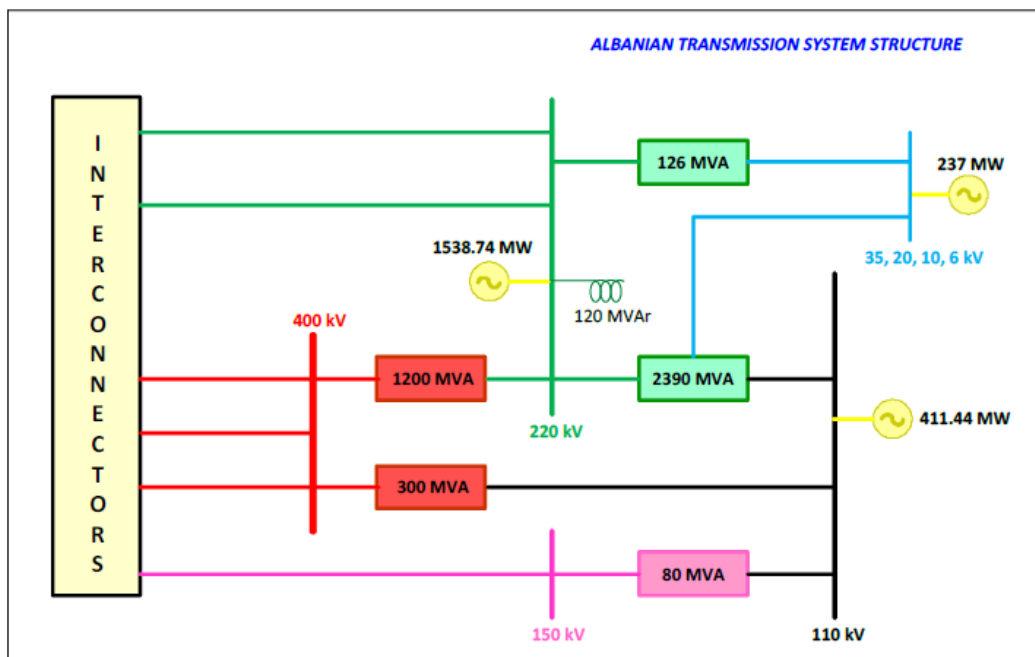 ALBANIAN TRANSMISSION SYSTEM STRUCTURE
INTERCONNECTORS
126 MVA
237 MW
1538.74 MW
35, 20, 10, 6 kV
120 MVAr
400 kV
1200 MVA
2390 MVA
411.44 MW
220 kV
300 MVA
80 MVA
150 kV
110 kV